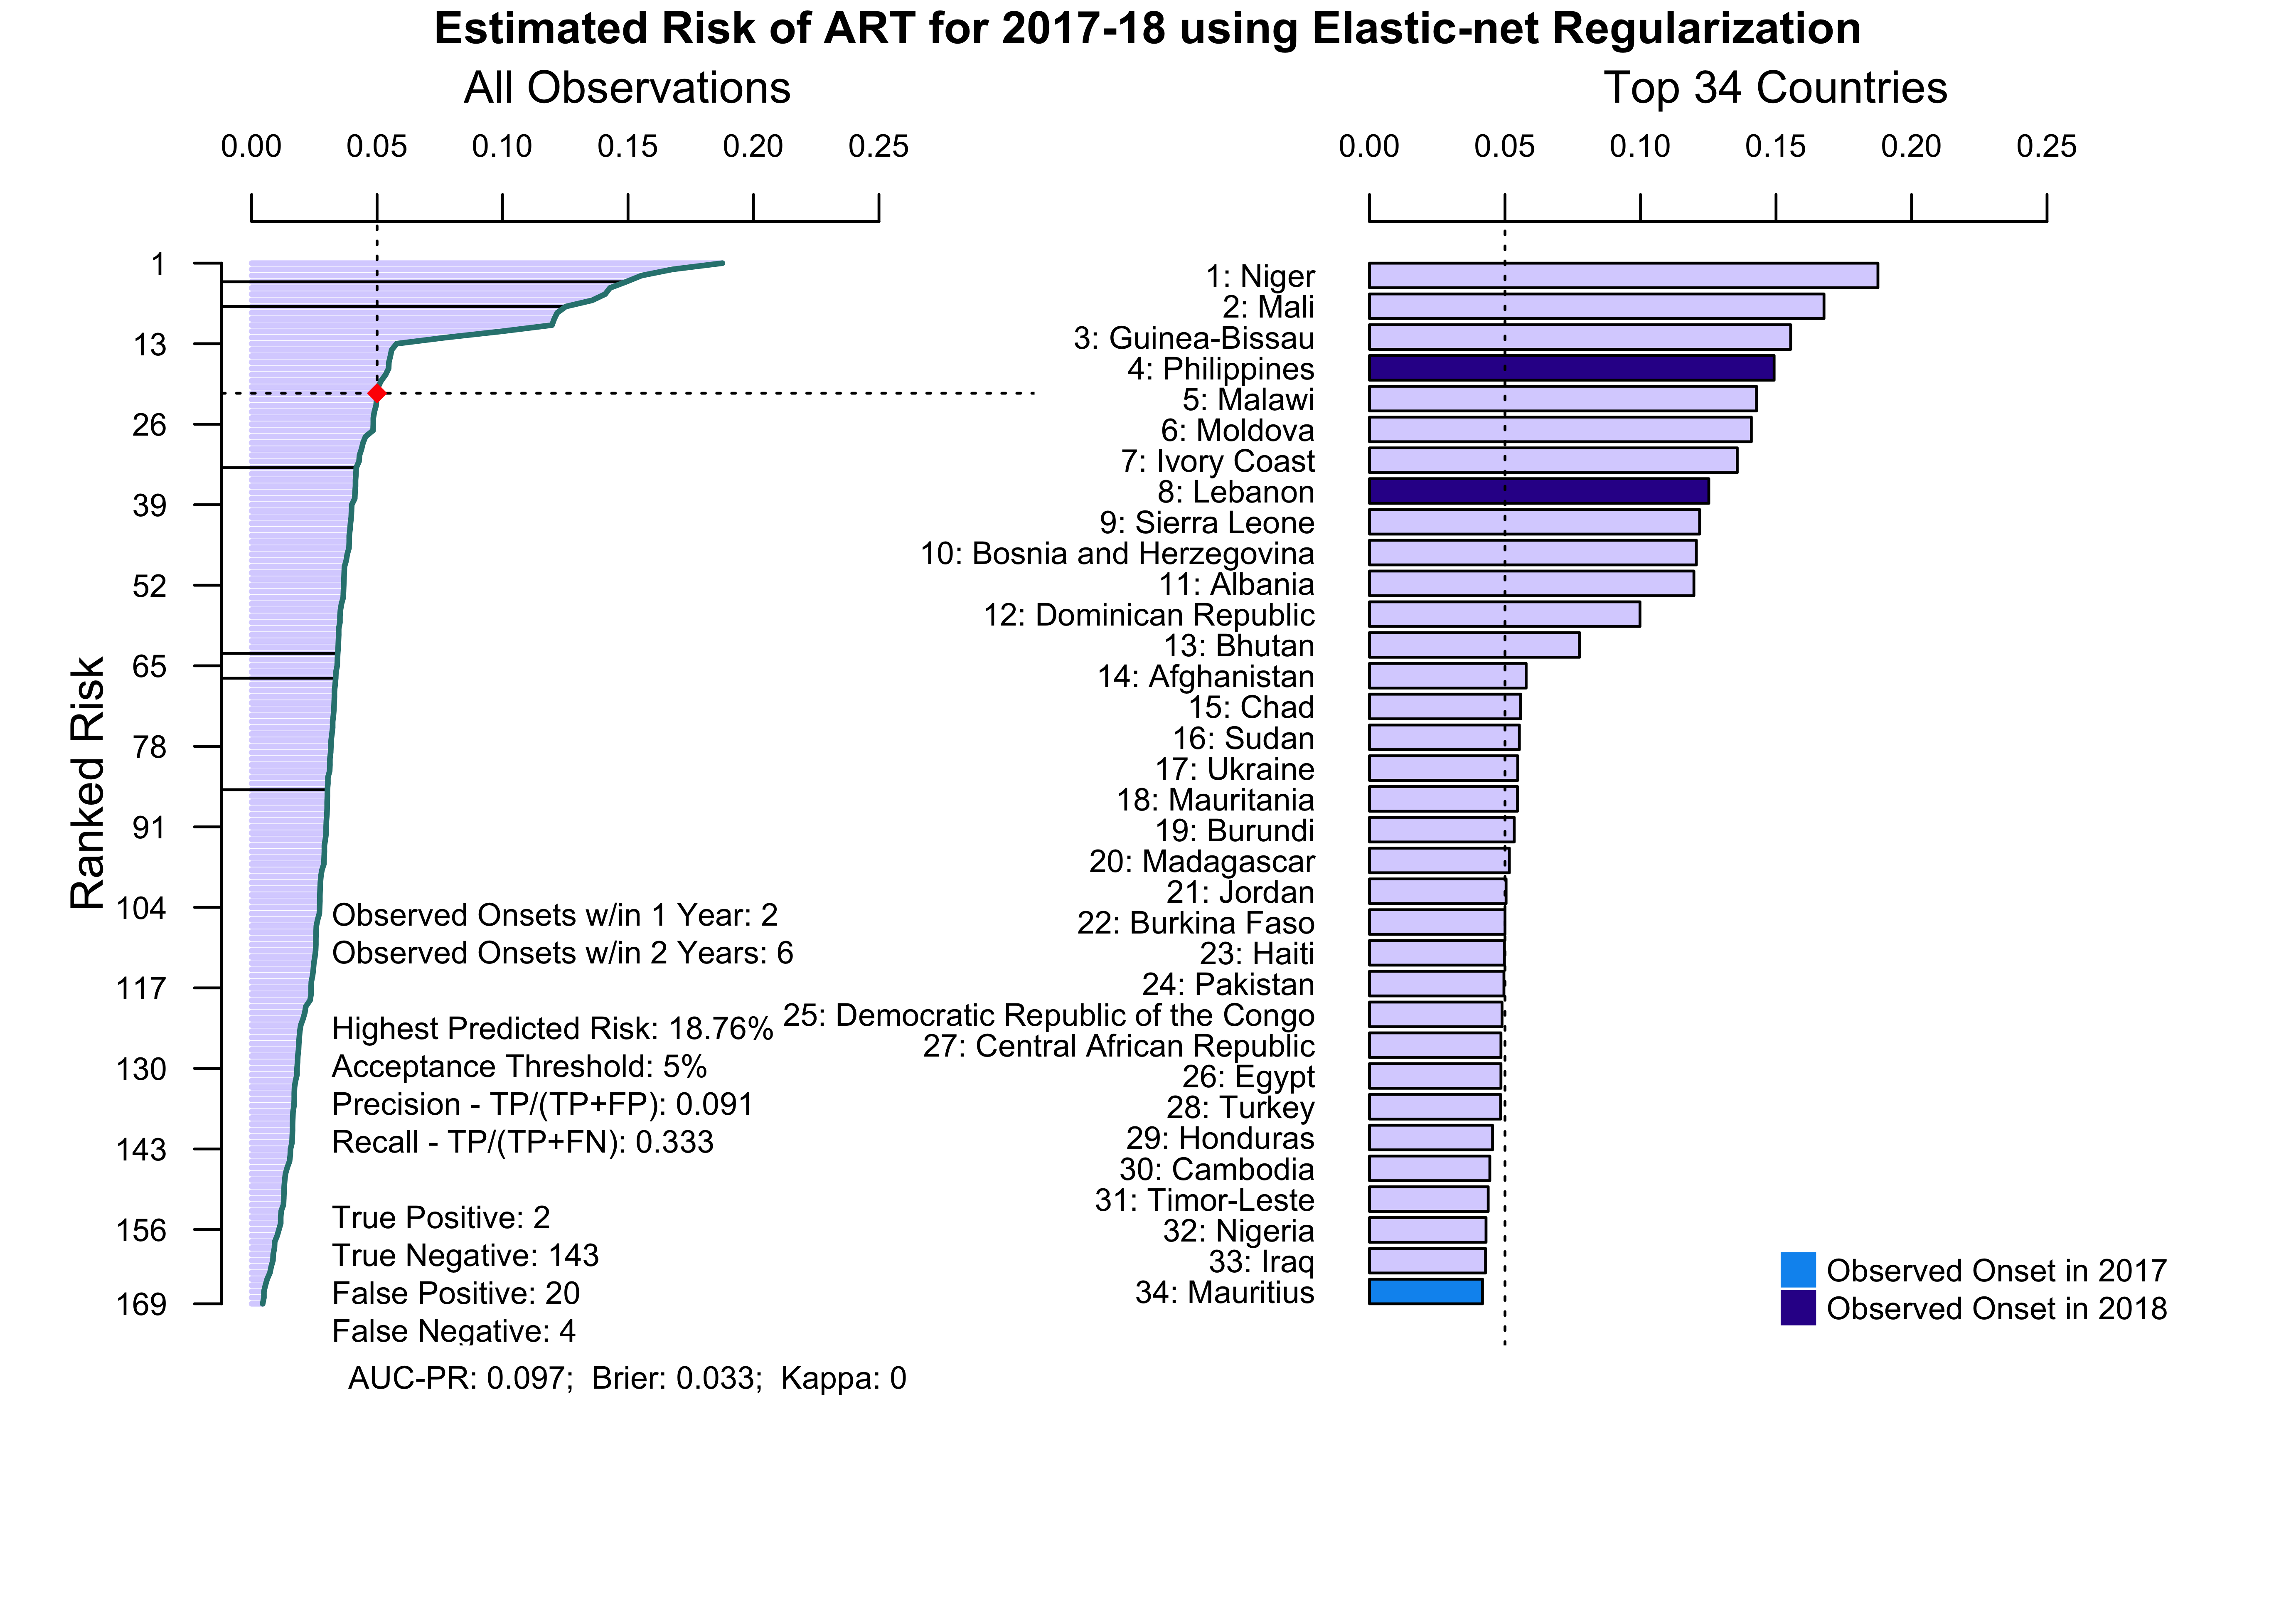 Estimated Risk of ART for 2017-18 using Elastic-net Regularization
All Observations
0.00 0.05 0.10 0.15 0.20 0.25
Ranked Risk
1
13
26
39
52
65
78
91
104
117
130
143
156
169
Observed Onsets w/in 1 Year: 2
Observed Onsets w/in 2 Years: 6
Highest Predicted Risk: 18.76%
Acceptance Threshold: 5%
Precision - TP/(TP+FP): 0.091
Recall - TP/(TP+FN): 0.333
True Positive: 2
True Negative: 143
False Positive: 20
False Negative: 4
AUC-PR: 0.097; Brier: 0.033; Kappa: 0
Top 34 Countries
0.00 0.05 0.10 0.15 0.20 0.25
1: Niger
2: Mali
3: Guinea-Bissau
4: Philippines
5: Malawi
6: Moldova
7: Ivory Coast
8: Lebanon
9: Sierra Leone
10: Bosnia and Herzegovina
11: Albania
12: Dominican Republic
13: Bhutan
14: Afghanistan
15: Chad
16: Sudan
17: Ukraine
18: Mauritania
19: Burundi
20: Madagascar
21: Jordan
22: Burkina Faso
23: Haiti
24: Pakistan
25: Democratic Republic of the Congo
27: Central African Republic
26: Egypt
28: Turkey
29: Honduras
30: Cambodia
31: Timor-Leste
32: Nigeria
33: Iraq
34: Mauritius
Observed Onset in 2017
Observed Onset in 2018